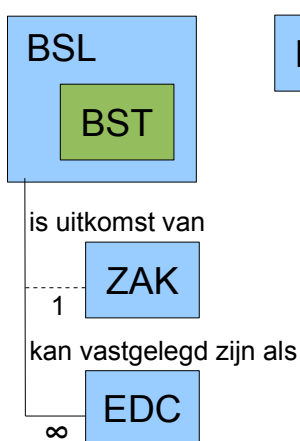 BSL
BST
is uitkomst van
ZAK
1
kan vastgelegd zijn als
EDC
∞